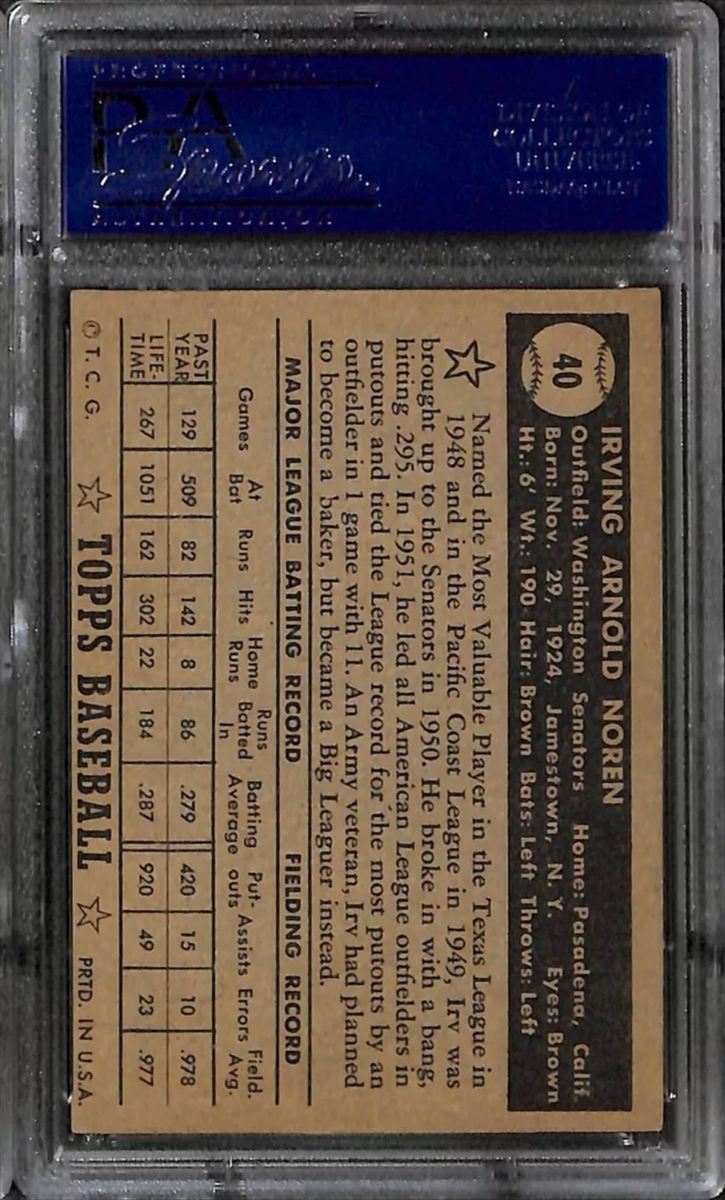 A
DIVISION OF
COLLECTORS
UNIVERSE
NASDAQ: CLCT
40
IRVING ARNOLD NOREN
Outfield: Washington Senators Home: Pasadena, Calif.
Born: Nov. 29, 1924, Jamestown, N. Y. Eyes: Brown
Ht.: 6' Wt.: 190 Hair: Brown Bats: Left Throws: Left
Named the Most Valuable Player in the Texas League in
1948 and in the Pacific Coast League in 1949, Irv was
brought up to the Senators in 1950. He broke in with a bang,
hitting .295. In 1951, he led all American League outfielders in
putouts and tied the League record for the most putouts by an
outfielder in 1 game with 11. An Army veteran, Irv had planned
to become a baker, but became a Big Leaguer instead.
MAJOR LEAGUE BATTING RECORD FIELDING RECORD
Games At Bat Runs Hits Home Runs Runs Batted In Batting Average Put-outs Assists Errors Field. Avg.
PAST YEAR 129 509 82 142 8 86 .279 420 15 10 .978
LIFE-TIME 267 1051 162 302 22 184 .287 920 49 23 .977
© T. C. G. TOPPS BASEBALL PRTD. IN U.S.A.